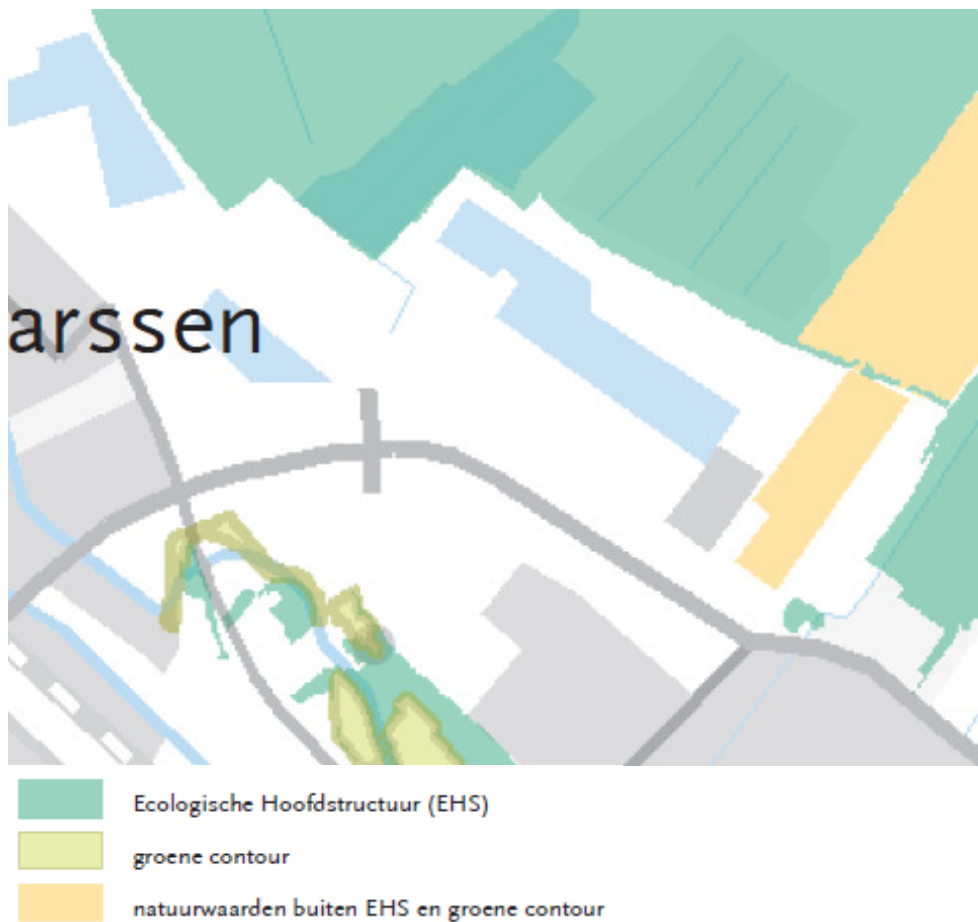 arssen
Ecologische Hoofdstructuur (EHS)
groene contour
natuurwaarden buiten EHS en groene contour